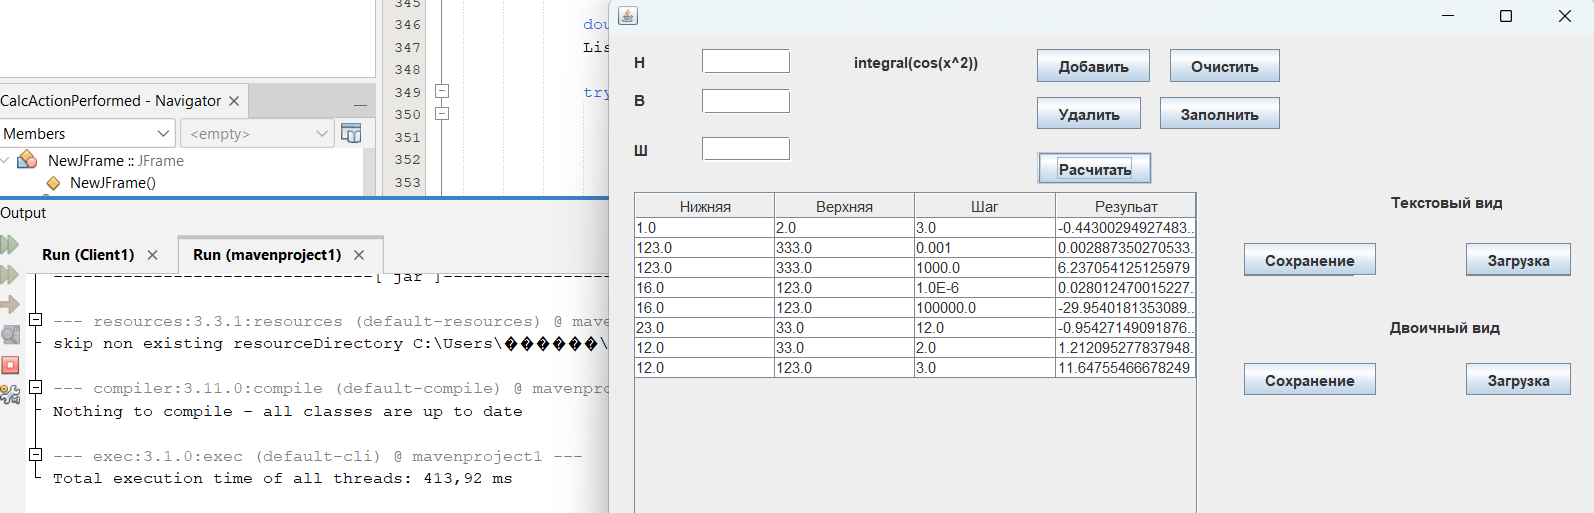 345
346 dou
347 Lis
348
349 try
350
351
352
353
CalcActionPerformed - Navigator
Members
<empty>
NewJFrame :: JFrame
NewJFrame()
Output
Run (Client1)
Run (mavenproject1)
--------------------------------[ jar ]-----------------
--- resources:3.3.1:resources (default-resources) @ mave
skip non existing resourceDirectory C:\Users\������\
--- compiler:3.11.0:compile (default-compile) @ mavenpro
Nothing to compile - all classes are up to date
--- exec:3.1.0:exec (default-cli) @ mavenproject1 ---
Total execution time of all threads: 413,92 ms
Н
integral(cos(x^2))
Добавить
Очистить
В
Удалить
Заполнить
Ш
Расчитать
Нижняя Верхняя Шаг Резульат
1.0 2.0 3.0 -0.44300294927483..
123.0 333.0 0.001 0.002887350270533..
123.0 333.0 1000.0 6.237054125125979
16.0 123.0 1.0E-6 0.028012470015227..
16.0 123.0 100000.0 -29.9540181353089..
23.0 33.0 12.0 -0.95427149091876..
12.0 33.0 2.0 1.212095277837948..
12.0 123.0 3.0 11.64755466678249
Текстовый вид
Сохранение
Загрузка
Двоичный вид
Сохранение
Загрузка